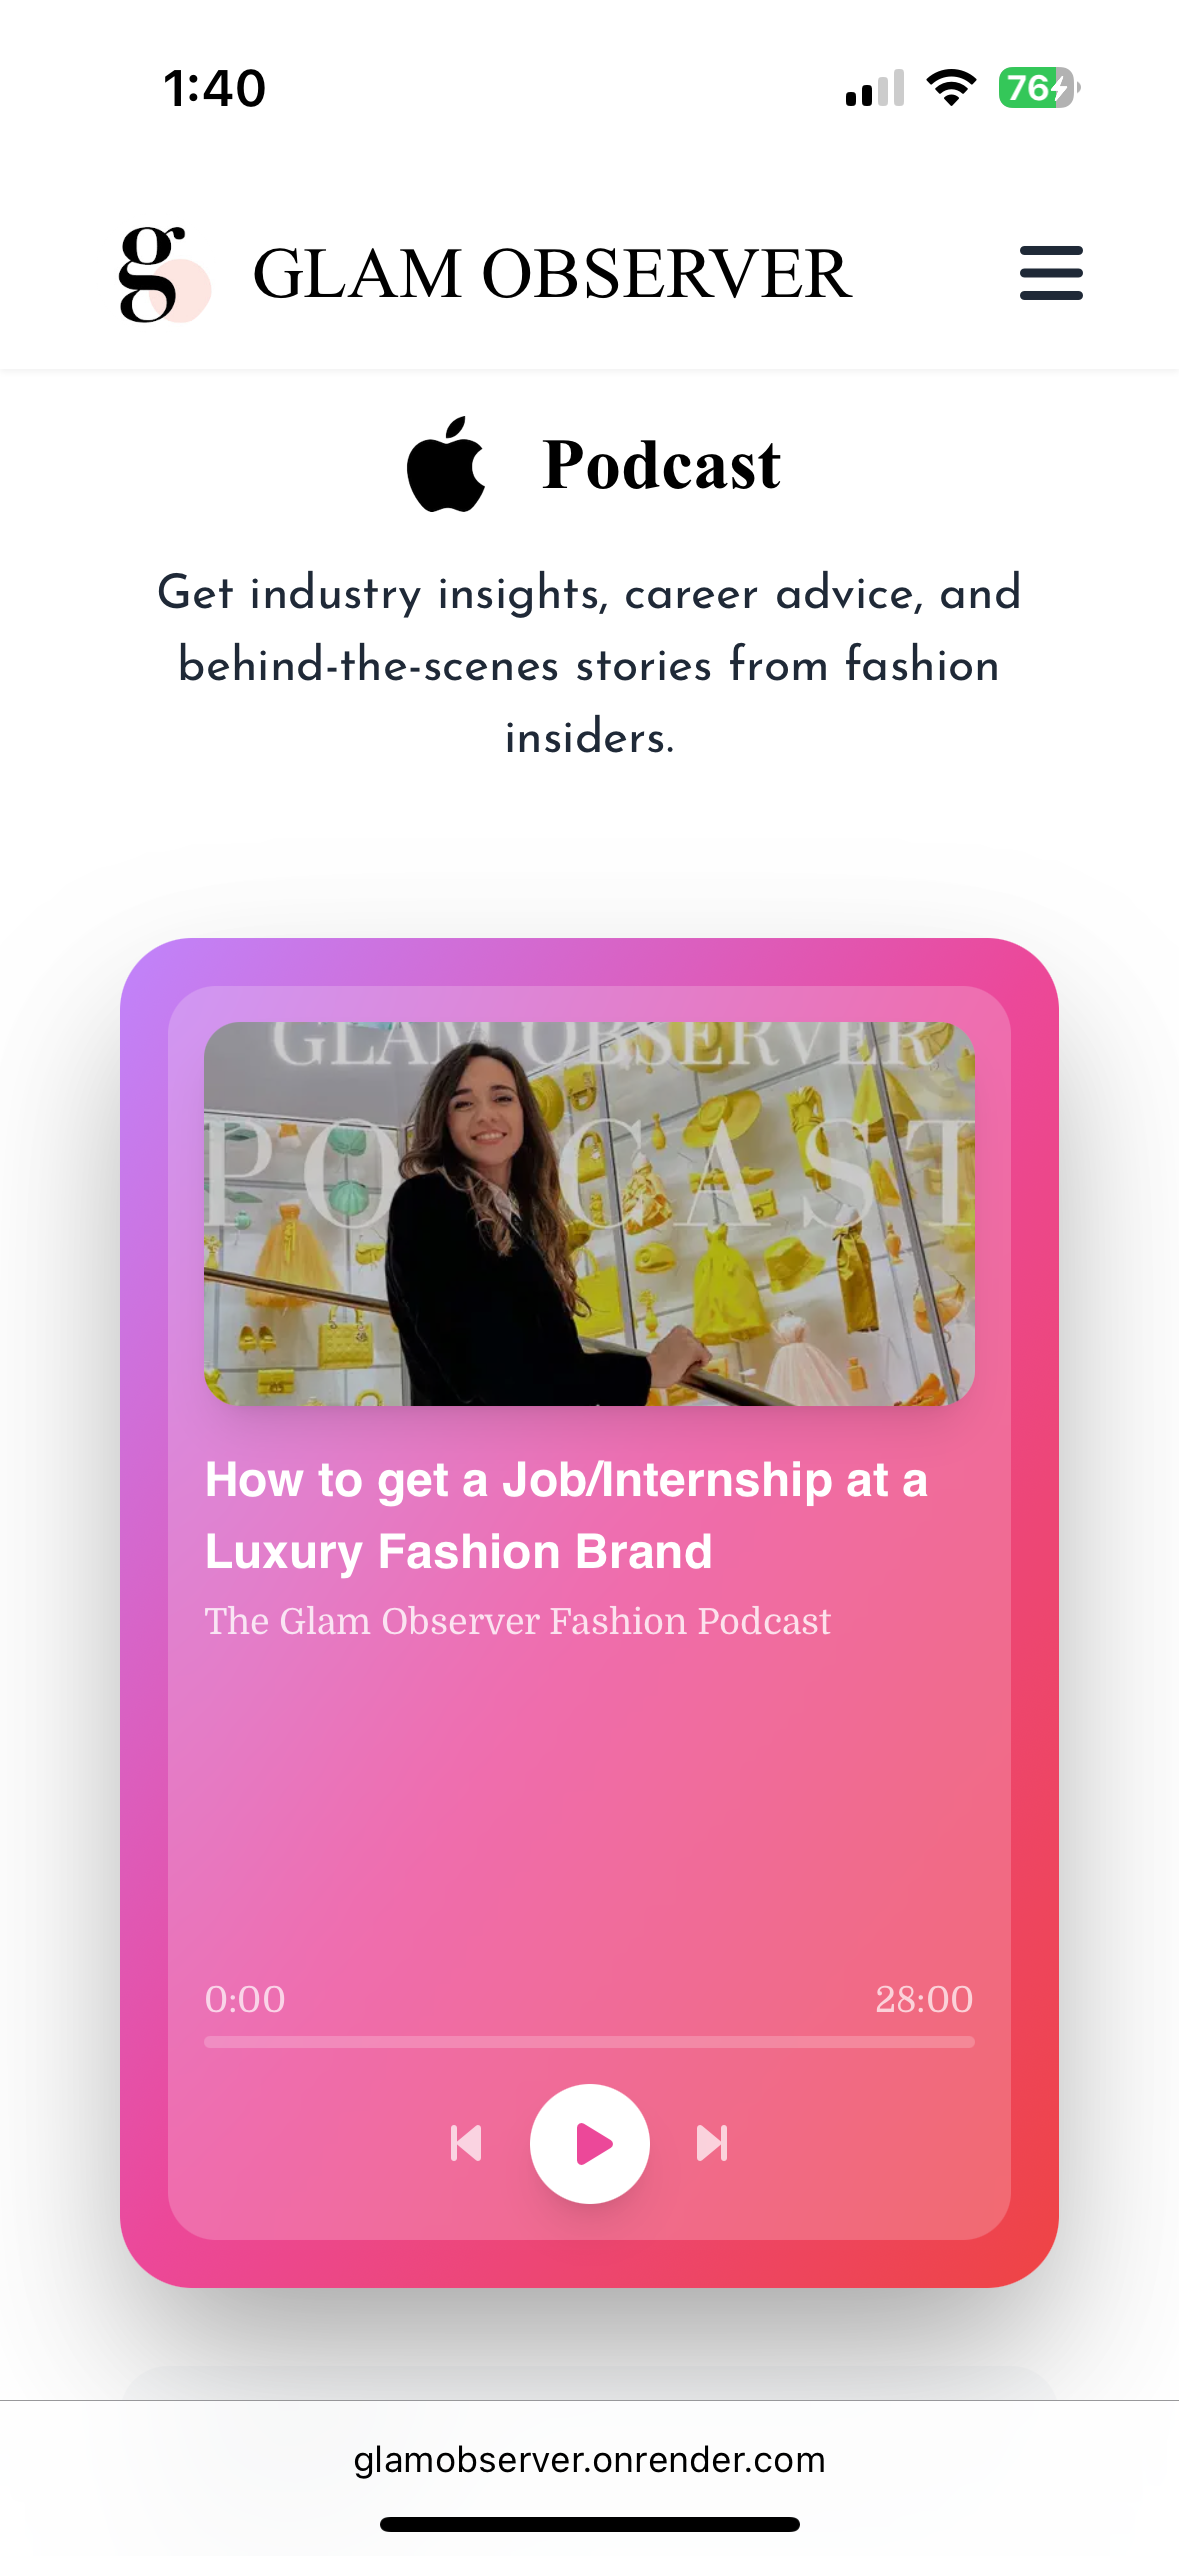 1:40
76
g
GLAM OBSERVER
Podcast
Get industry insights, career advice, and
behind-the-scenes stories from fashion
insiders.
GLAM OBSERVER
PO CAST
How to get a Job/Internship at a
Luxury Fashion Brand
The Glam Observer Fashion Podcast
0:00
28:00
glamobserver.onrender.com